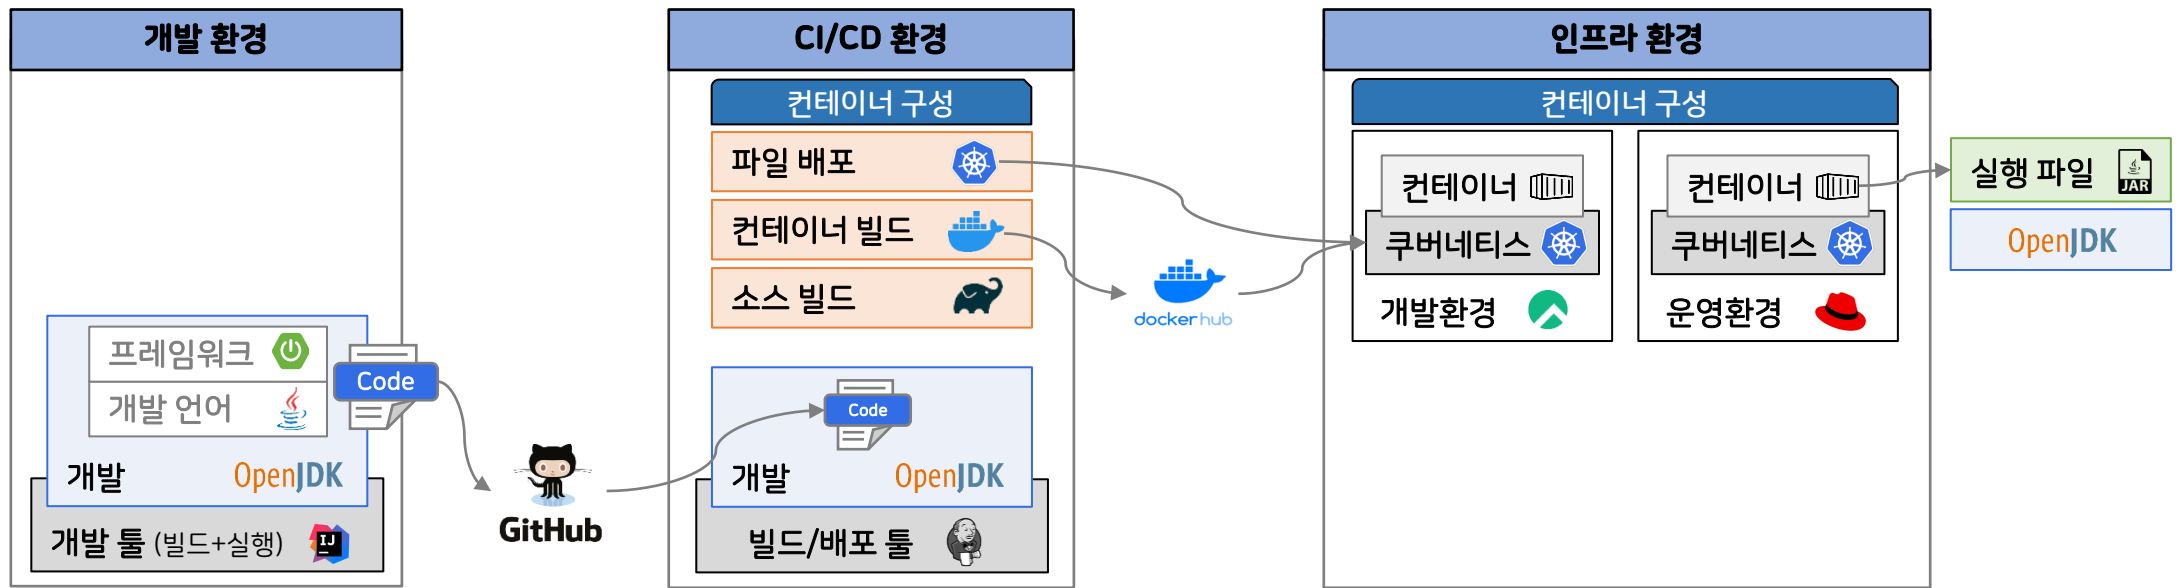 개발 환경
프레임워크
개발 언어
Code
개발
OpenJDK
개발 툴 (빌드+실행)
IJ
GitHub
CI/CD 환경
컨테이너 구성
파일 배포
컨테이너 빌드
소스 빌드
Code
개발
OpenJDK
빌드/배포 툴
docker hub
인프라 환경
컨테이너 구성
컨테이너
쿠버네티스
개발환경
컨테이너
쿠버네티스
운영환경
실행 파일
JAR
OpenJDK